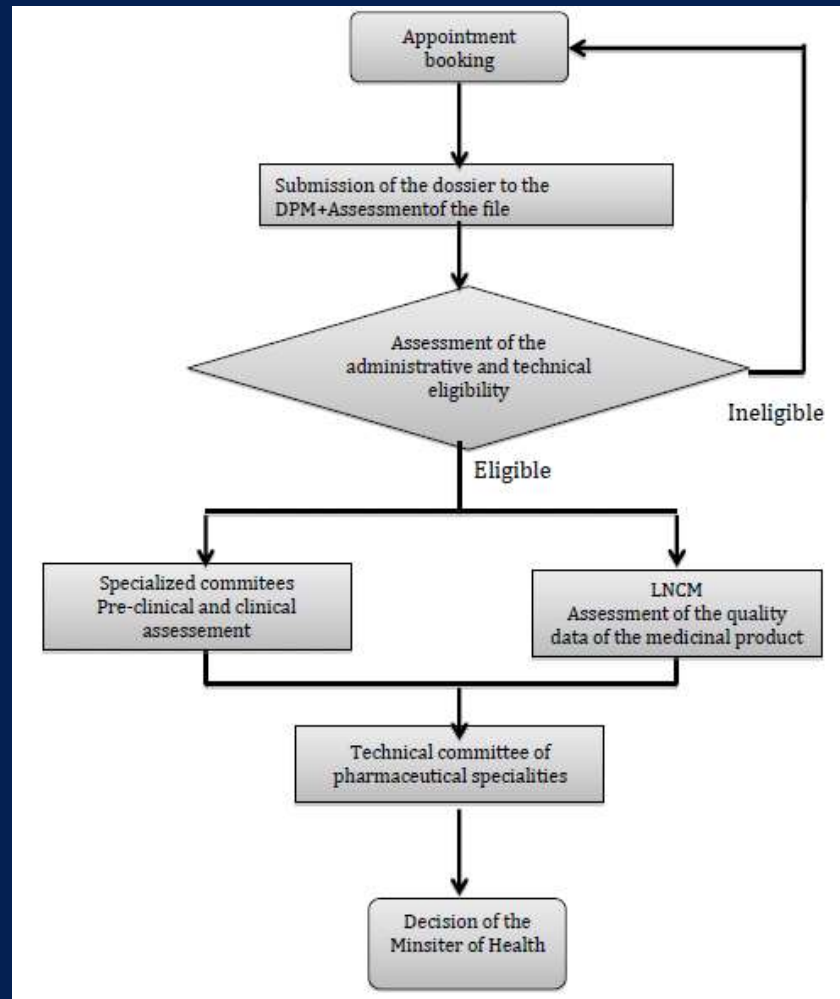 Appointment
booking
Submission of the dossier to the
DPM+Assessmentof the file
Assessment of the
administrative and technical
eligibility
Ineligible
Eligible
Specialized commitees
Pre-clinical and clinical
assessement
LNCM
Assessment of the quality
data of the medicinal product
Technical committee of
pharmaceutical specialities
Decision of the
Minsiter of Health